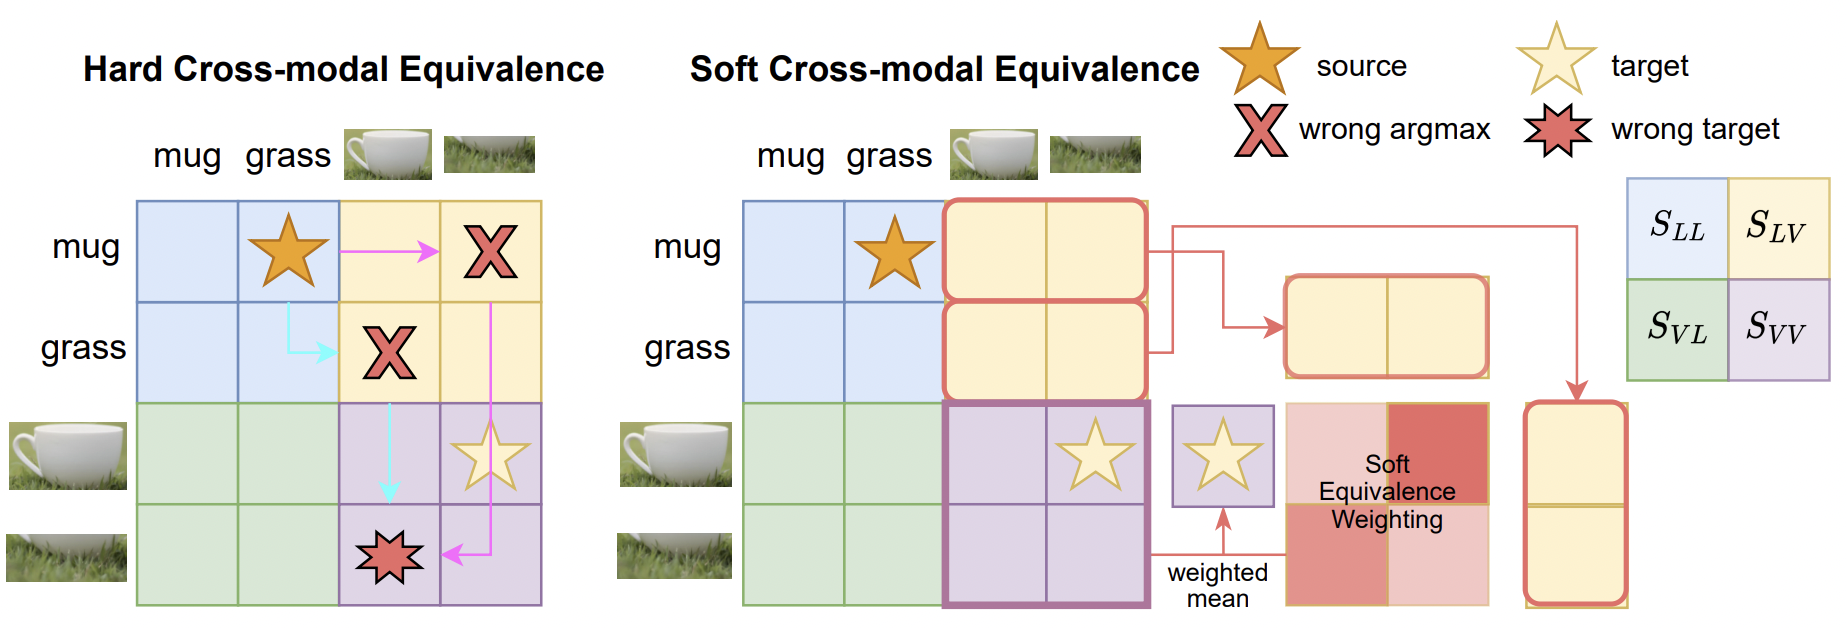 Hard Cross-modal Equivalence
Soft Cross-modal Equivalence
source
target
wrong argmax
wrong target
mug grass
mug
grass
mug grass
mug
grass
S_{LL} S_{LV}
S_{VL} S_{VV}
Soft
Equivalence
Weighting
weighted
mean